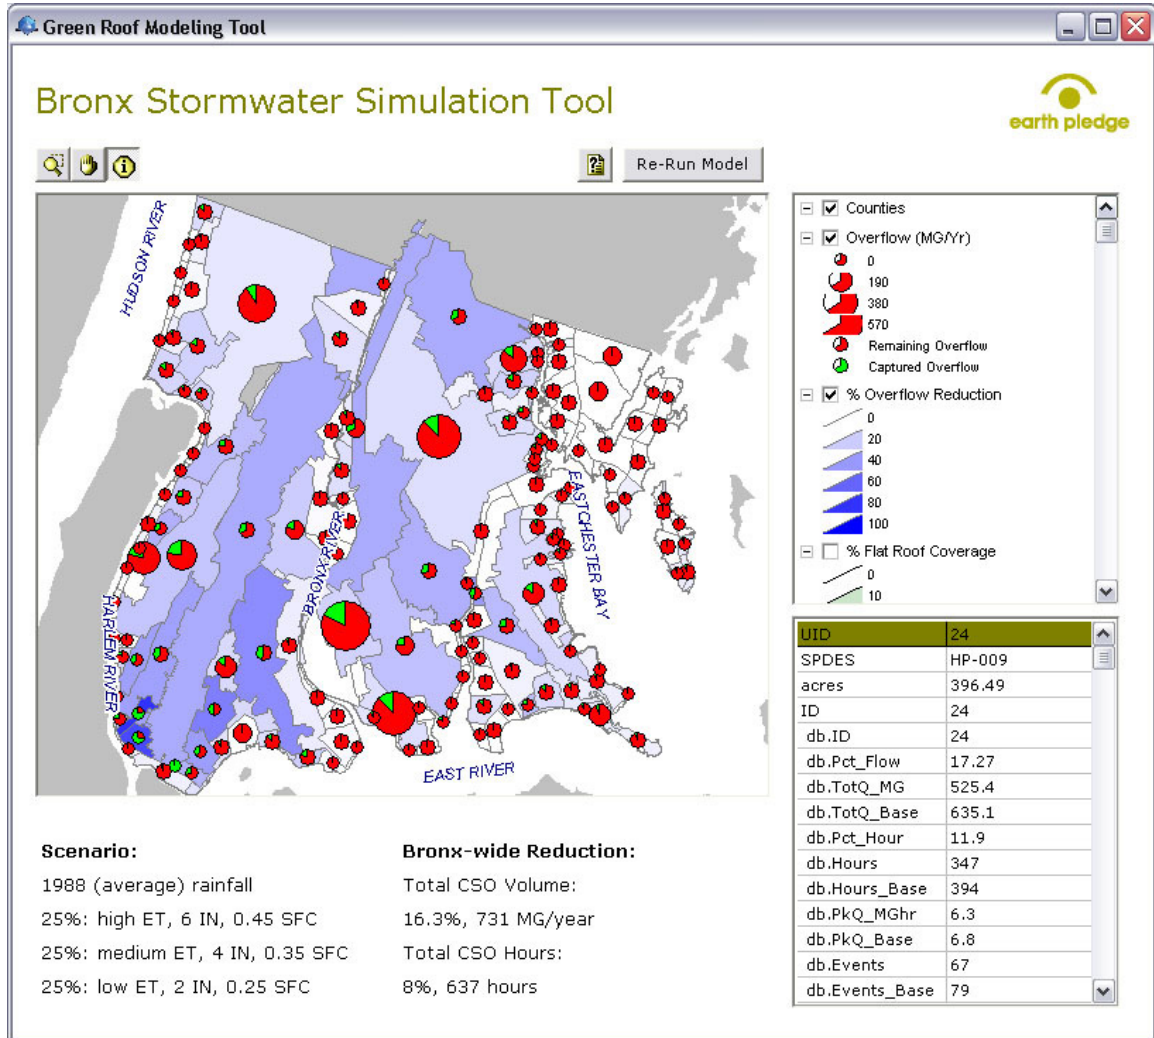 Green Roof Modeling Tool
Bronx Stormwater Simulation Tool
earth pledge
Re-Run Model
HUDSON RIVER
HARLEM RIVER
BRONX RIVER
EASTCHESTER BAY
EAST RIVER
Counties
Overflow (MG/Yr)
0
190
380
570
Remaining Overflow
Captured Overflow
% Overflow Reduction
0
20
40
60
80
100
% Flat Roof Coverage
0
10
UID 24
SPDES HP-009
acres 396.49
ID 24
db.ID 24
db.Pct_Flow 17.27
db.TotQ_MG 525.4
db.TotQ_Base 635.1
db.Pct_Hour 11.9
db.Hours 347
db.Hours_Base 394
db.PkQ_MGhr 6.3
db.PkQ_Base 6.8
db.Events 67
db.Events_Base 79
Scenario:
1988 (average) rainfall
25%: high ET, 6 IN, 0.45 SFC
25%: medium ET, 4 IN, 0.35 SFC
25%: low ET, 2 IN, 0.25 SFC
Bronx-wide Reduction:
Total CSO Volume:
16.3%, 731 MG/year
Total CSO Hours:
8%, 637 hours